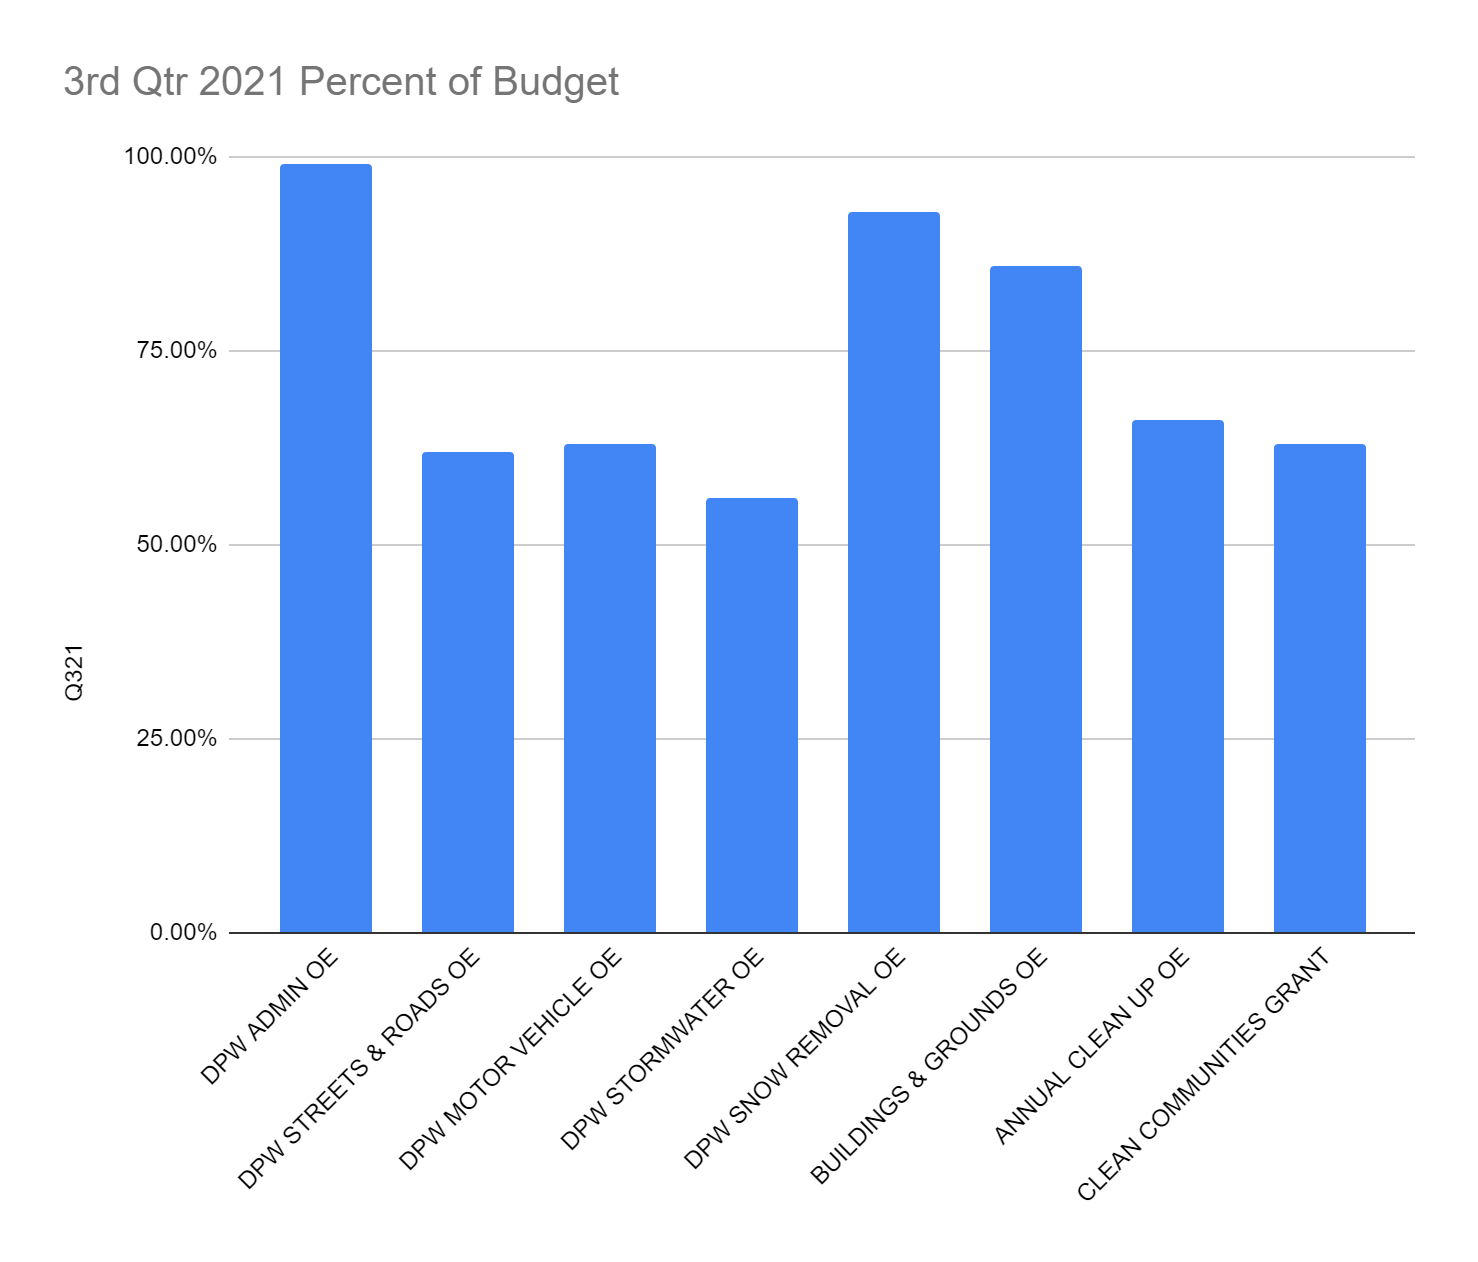 3rd Qtr 2021 Percent of Budget
100.00%
75.00%
50.00%
25.00%
0.00%
Q321
DPW ADMIN OE
DPW STREETS & ROADS OE
DPW MOTOR VEHICLE OE
DPW STORMWATER OE
DPW SNOW REMOVAL OE
BUILDINGS & GROUNDS OE
ANNUAL CLEAN UP OE
CLEAN COMMUNITIES GRANT